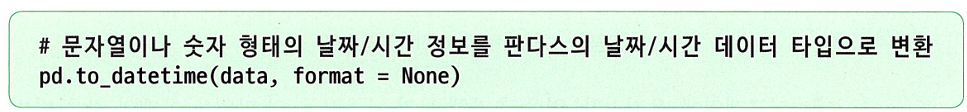 # 문자열이나 숫자 형태의 날짜/시간 정보를 판다스의 날짜/시간 데이터 타입으로 변환
pd.to_datetime(data, format = None)